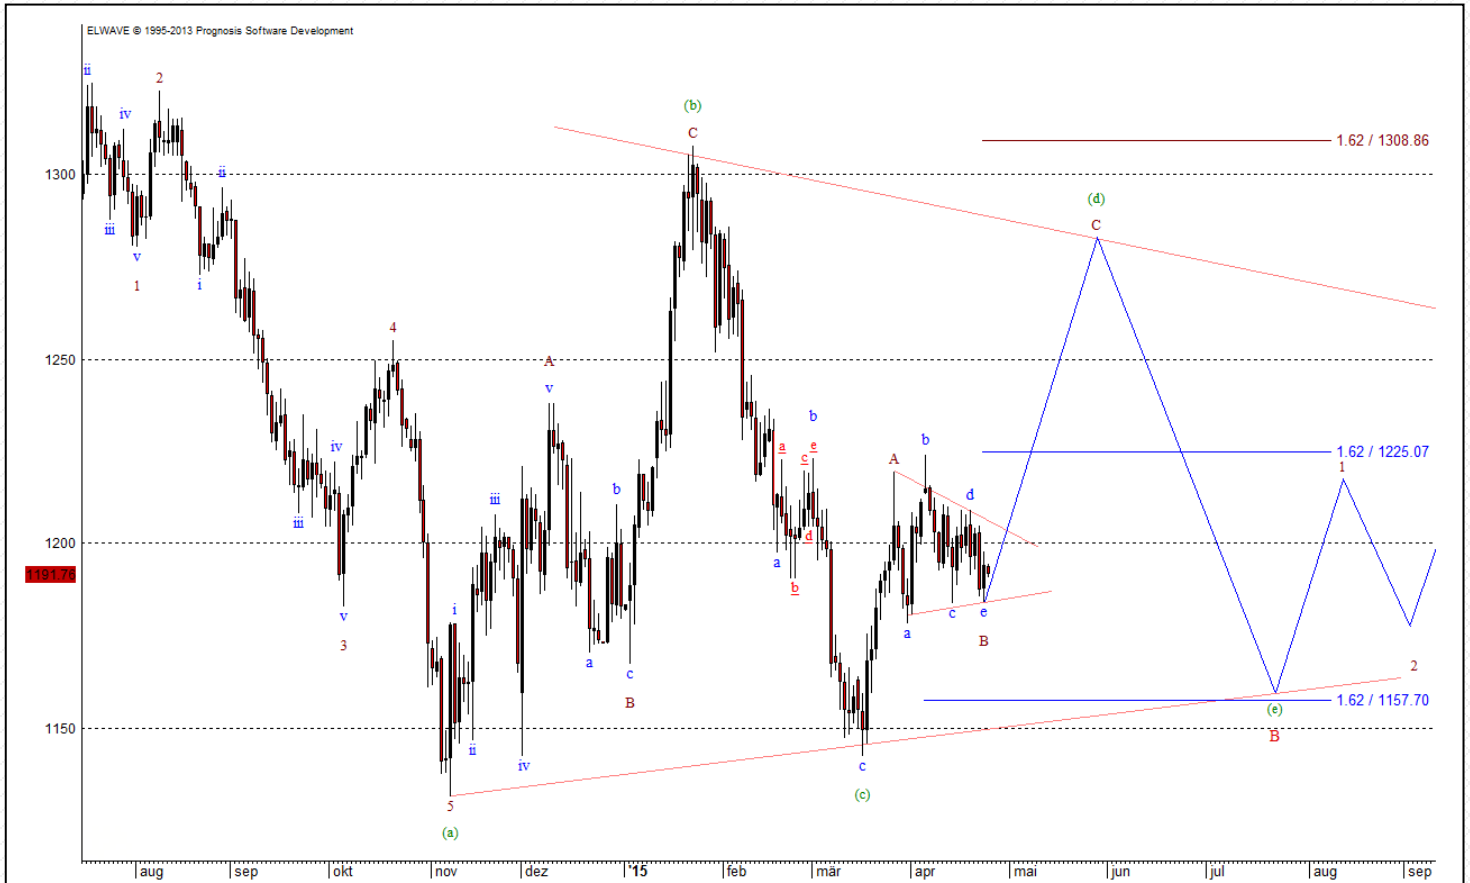 ELWAVE © 1995-2013 Prognosis Software Development
ii
2
iv
(b)
C
1.62 / 1308.86
1300
ii
(d)
iii
C
v
i
1
4
1250
A
v
b
iv
a
e
c
A
b
1.62 / 1225.07
1
iii
b
d
iii
1200
d
a
1191.76
b
v
i
a
c
e
3
a
B
c
2
B
1.62 / 1157.70
(e)
1150
B
ii
iv
c
5
(c)
(a)
aug sep okt nov dez '15 feb mär apr mai jun jul aug sep